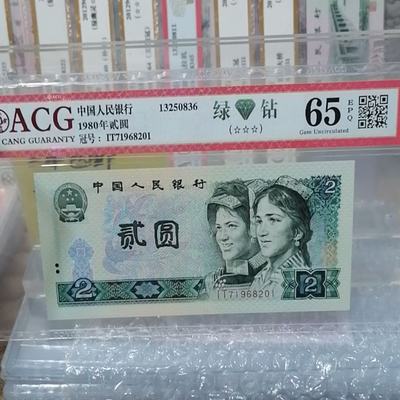 ACG
CANG GUARANTY
中国人民银行
1980年贰圆
冠号: IT71968201
13250836
绿 钻
(☆☆☆)
65
EPQ
Gem Uncirculated
中国人民银行
2
贰圆
IT71968201
2
2